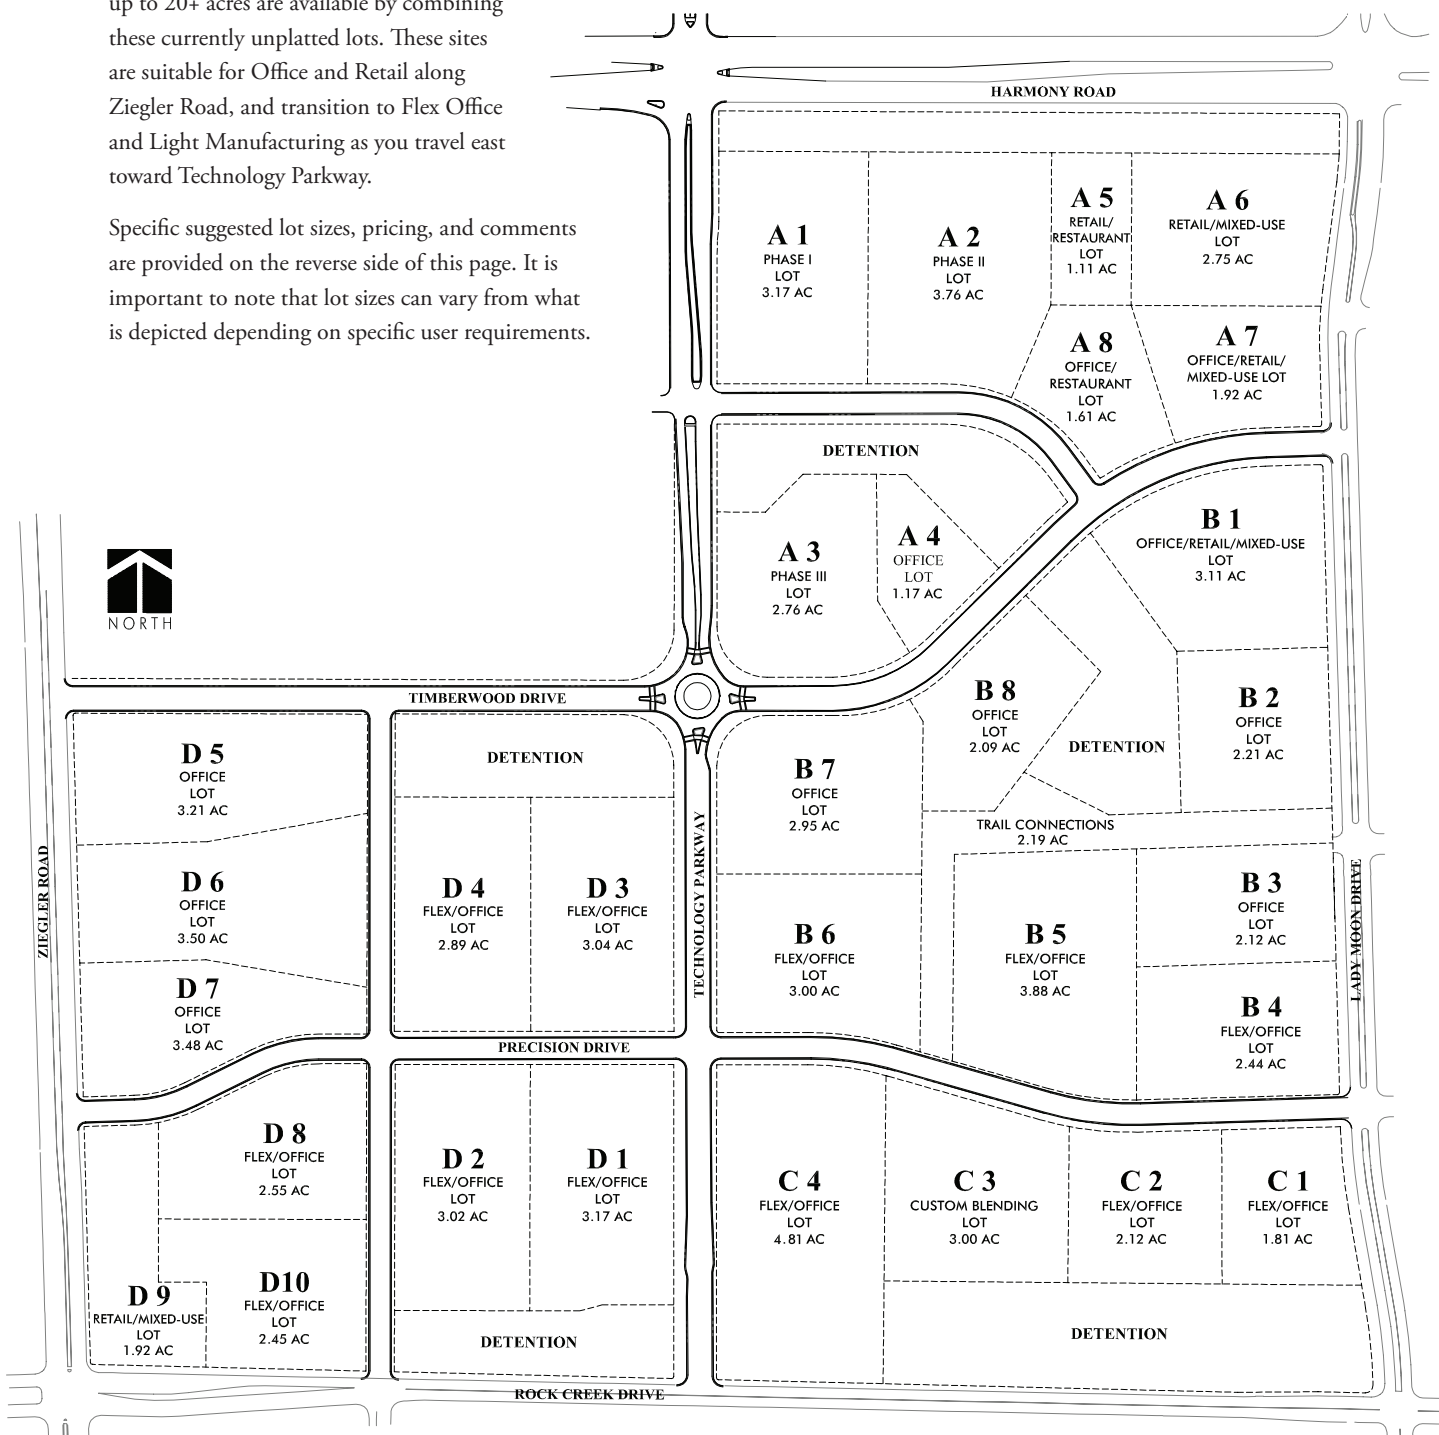 up to 20+ acres are available by combining
these currently unplatted lots. These sites
are suitable for Office and Retail along
Ziegler Road, and transition to Flex Office
and Light Manufacturing as you travel east
toward Technology Parkway.
Specific suggested lot sizes, pricing, and comments
are provided on the reverse side of this page. It is
important to note that lot sizes can vary from what
is depicted depending on specific user requirements.
HARMONY ROAD
A 1
PHASE I
LOT
3.17 AC
A 2
PHASE II
LOT
3.76 AC
A 5
RETAIL/
RESTAURANT
LOT
1.11 AC
A 6
RETAIL/MIXED-USE
LOT
2.75 AC
A 8
OFFICE/
RESTAURANT
LOT
1.61 AC
A 7
OFFICE/RETAIL/
MIXED-USE LOT
1.92 AC
DETENTION
A 3
PHASE III
LOT
2.76 AC
A 4
OFFICE
LOT
1.17 AC
B 1
OFFICE/RETAIL/MIXED-USE
LOT
3.11 AC
NORTH
TIMBERWOOD DRIVE
B 8
OFFICE
LOT
2.09 AC
DETENTION
B 2
OFFICE
LOT
2.21 AC
D 5
OFFICE
LOT
3.21 AC
DETENTION
B 7
OFFICE
LOT
2.95 AC
TRAIL CONNECTIONS
2.19 AC
ZIEGLER ROAD
D 6
OFFICE
LOT
3.50 AC
D 4
FLEX/OFFICE
LOT
2.89 AC
D 3
FLEX/OFFICE
LOT
3.04 AC
TECHNOLOGY PARKWAY
B 6
FLEX/OFFICE
LOT
3.00 AC
B 5
FLEX/OFFICE
LOT
3.88 AC
B 3
OFFICE
LOT
2.12 AC
LADY MOON DRIVE
D 7
OFFICE
LOT
3.48 AC
B 4
FLEX/OFFICE
LOT
2.44 AC
PRECISION DRIVE
D 8
FLEX/OFFICE
LOT
2.55 AC
D 2
FLEX/OFFICE
LOT
3.02 AC
D 1
FLEX/OFFICE
LOT
3.17 AC
C 4
FLEX/OFFICE
LOT
4.81 AC
C 3
CUSTOM BLENDING
LOT
3.00 AC
C 2
FLEX/OFFICE
LOT
2.12 AC
C 1
FLEX/OFFICE
LOT
1.81 AC
D 9
RETAIL/MIXED-USE
LOT
1.92 AC
D10
FLEX/OFFICE
LOT
2.45 AC
DETENTION
DETENTION
ROCK CREEK DRIVE